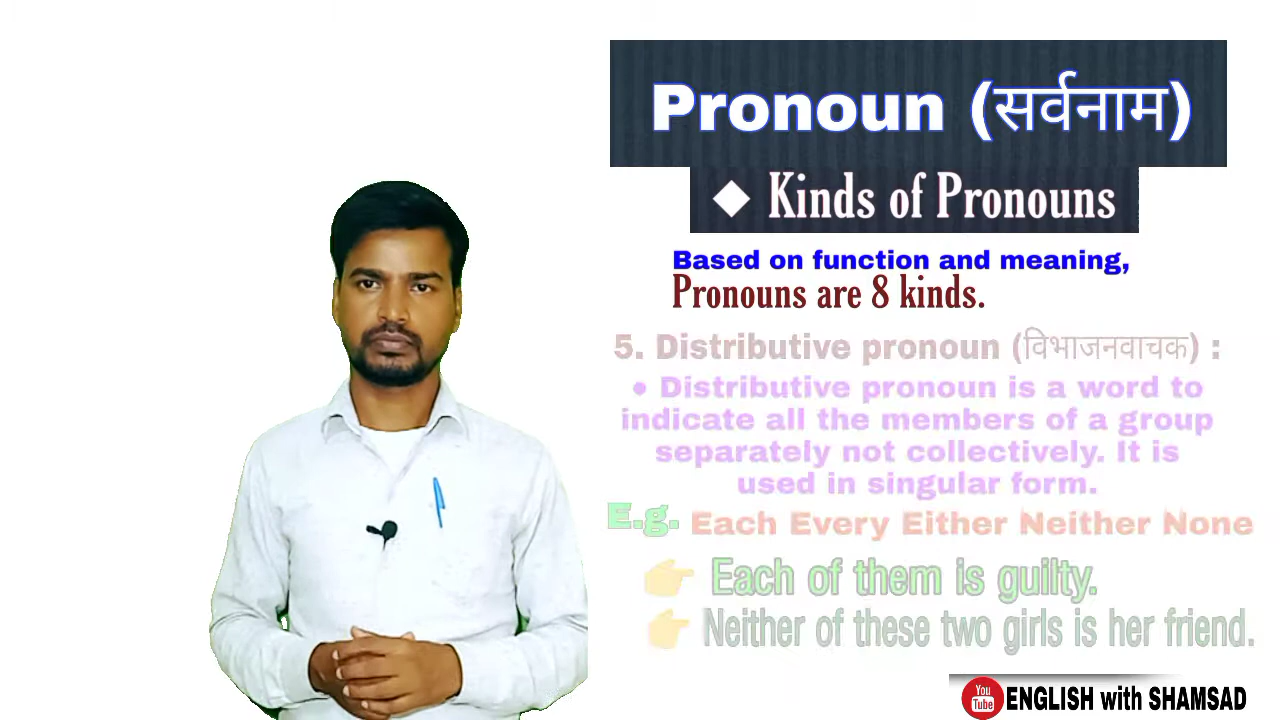 Pronoun (सर्वनाम)
◆ Kinds of Pronouns
Based on function and meaning,
Pronouns are 8 kinds.
5. Distributive pronoun (विभाजनवाचक) :
• Distributive pronoun is a word to
indicate all the members of a group
separately not collectively. It is
used in singular form.
E.g. Each Every Either Neither None
👉 Each of them is guilty.
👉 Neither of these two girls is her friend.
You
Tube
ENGLISH with SHAMSAD